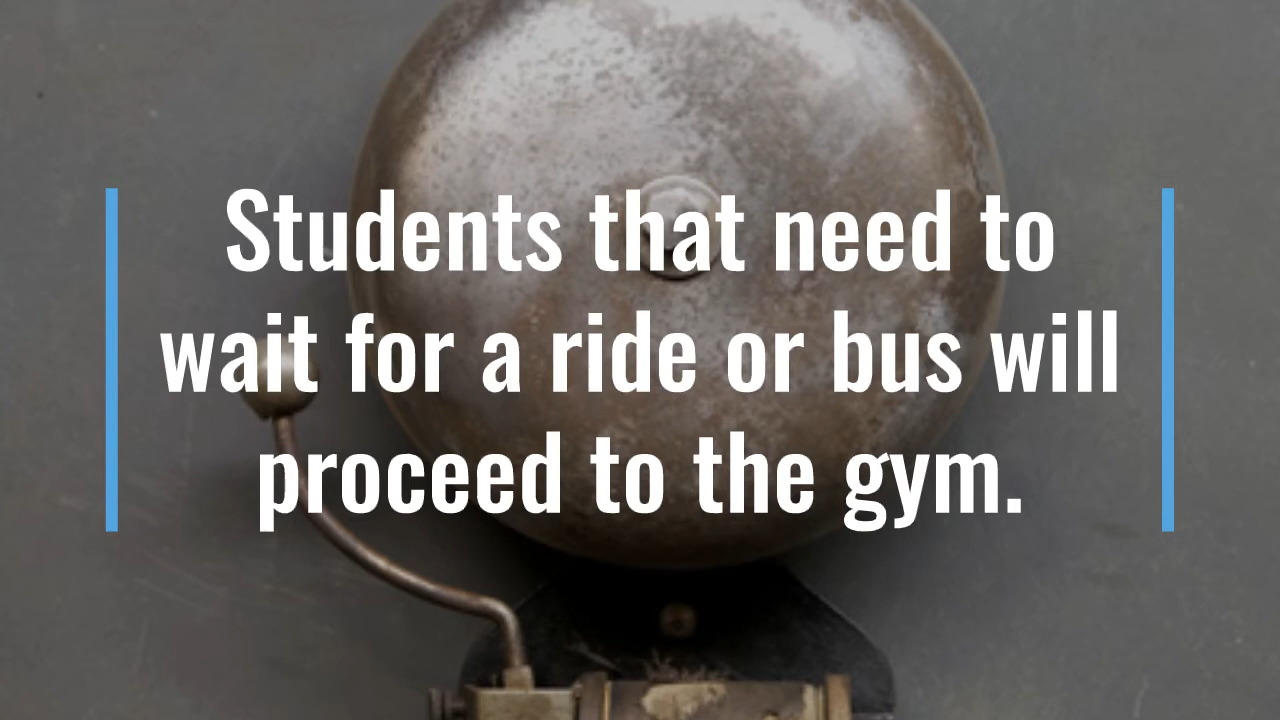 Students that need to
wait for a ride or bus will
proceed to the gym.